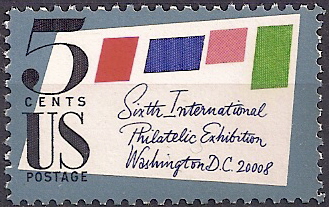 5
CENTS
US
POSTAGE
Sixth International
Philatelic Exhibition
Washington D.C. 20008